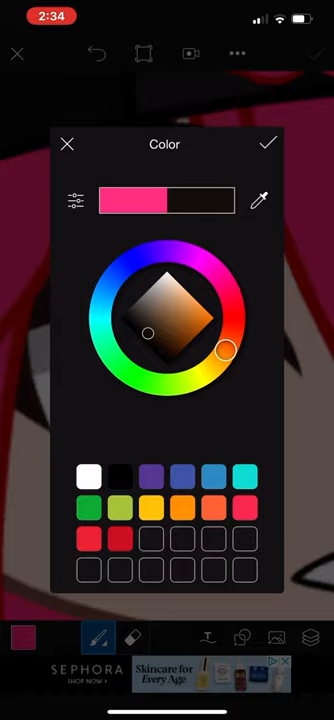 2:34
Color
T
SEPHORA
SHOP NOW ›
Skincare for
Every Age